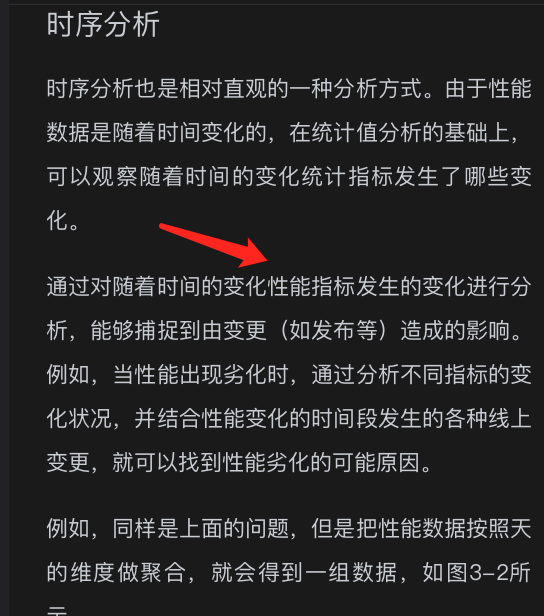 时序分析
时序分析也是相对直观的一种分析方式。由于性能
数据是随着时间变化的，在统计值分析的基础上，
可以观察随着时间的变化统计指标发生了哪些变
化。
通过对随着时间的变化性能指标发生的变化进行分
析，能够捕捉到由变更（如发布等）造成的影响。
例如，当性能出现劣化时，通过分析不同指标的变
化状况，并结合性能变化的时间段发生的各种线上
变更，就可以找到性能劣化的可能原因。
例如，同样是上面的问题，但是把性能数据按照天
的维度做聚合，就会得到一组数据，如图3-2所
示